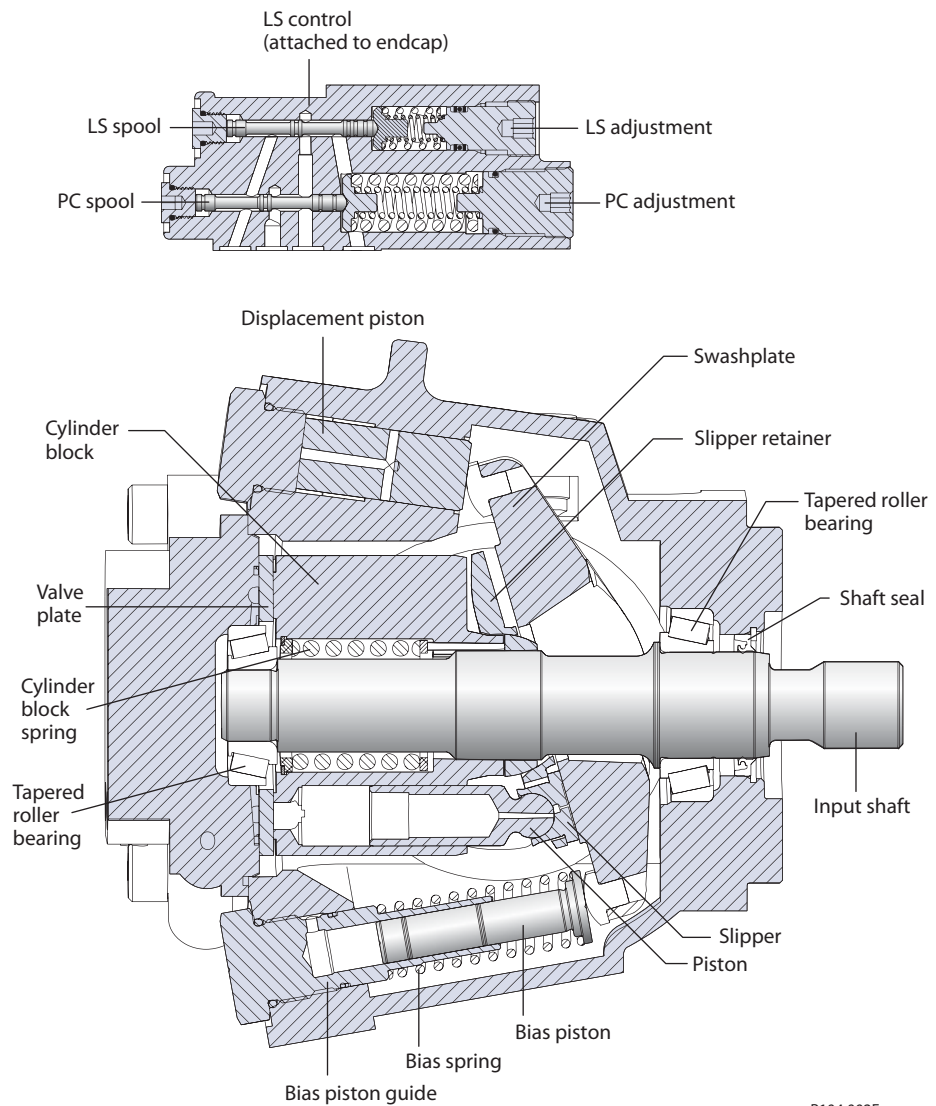 LS control
(attached to endcap)
LS spool
LS adjustment
PC spool
PC adjustment
Displacement piston
Swashplate
Cylinder
block
Slipper retainer
Tapered roller
bearing
Valve
plate
Shaft seal
Cylinder
block
spring
Tapered
roller
bearing
Input shaft
Slipper
Piston
Bias piston
Bias spring
Bias piston guide